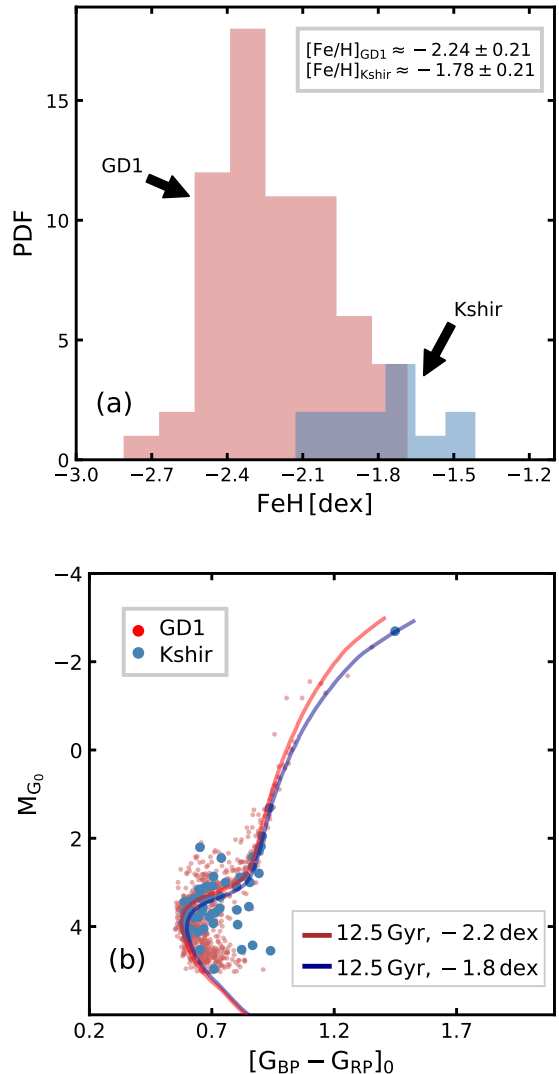 [Fe/H]GD1 ≈ −2.24 ± 0.21
[Fe/H]Kshir ≈ −1.78 ± 0.21
GD1
Kshir
(a)
PDF
15
10
5
0
−3.0 −2.7 −2.4 −2.1 −1.8 −1.5 −1.2
FeH [dex]
−4
−2
0
2
4
MG0
GD1
Kshir
12.5 Gyr, − 2.2 dex
12.5 Gyr, − 1.8 dex
(b)
0.2 0.7 1.2 1.7
[GBP − GRP]0